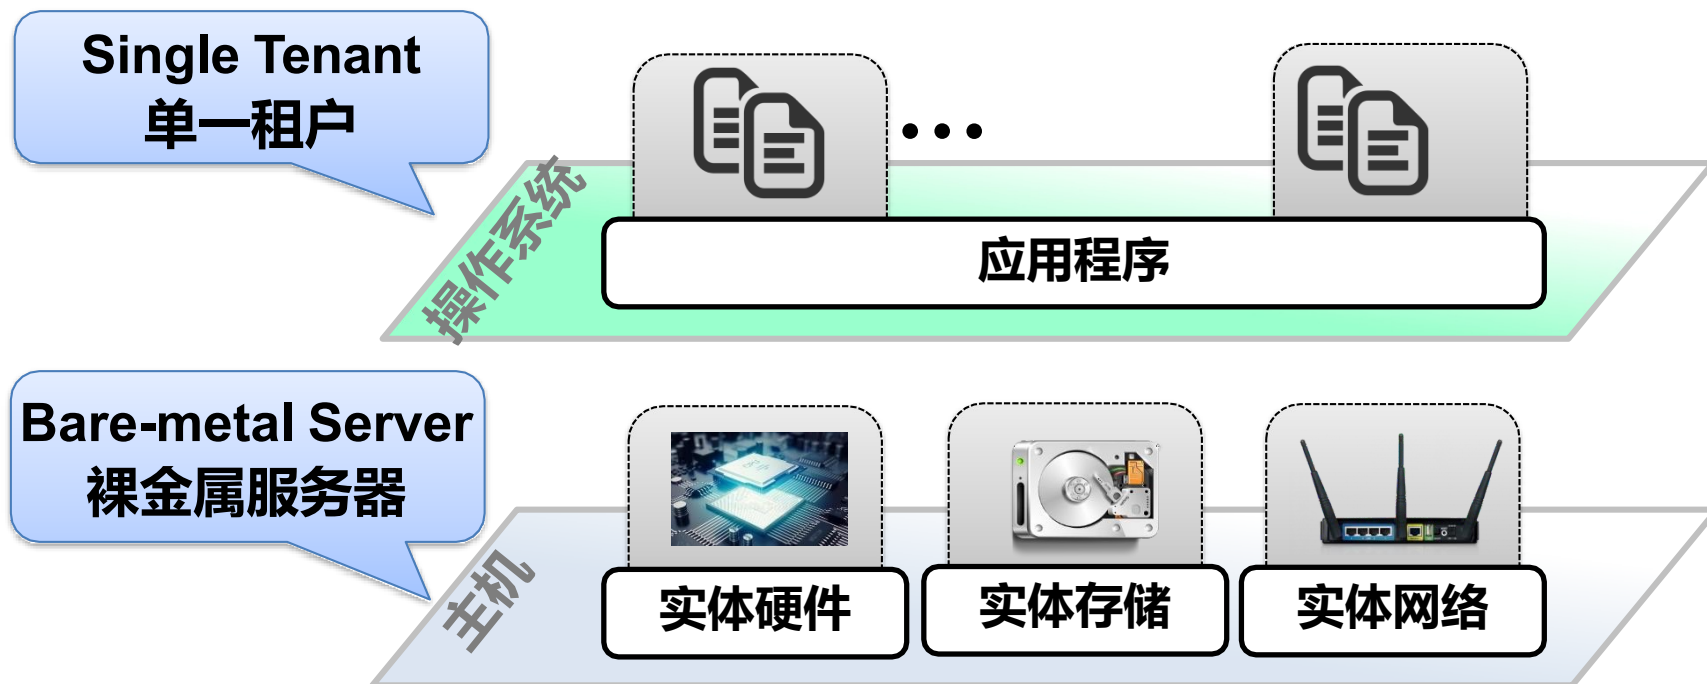 Single Tenant
单一租户
操作系统
应用程序
Bare-metal Server
裸金属服务器
主机
实体硬件
实体存储
实体网络